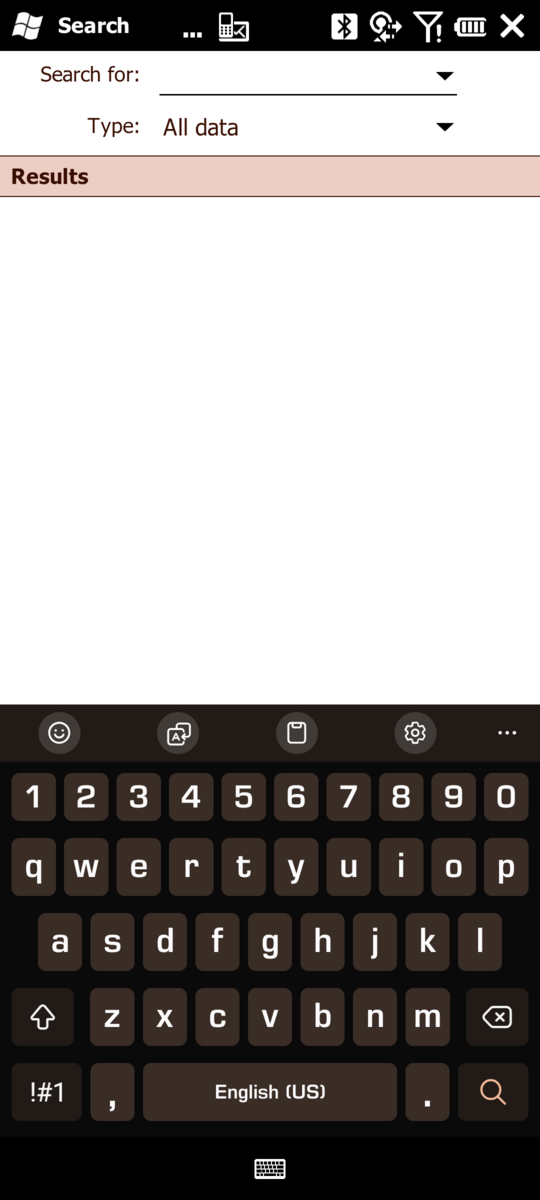 Search ...
Search for:
Type: All data
Results
1 2 3 4 5 6 7 8 9 0
q w e r t y u i o p
a s d f g h j k l
z x c v b n m
!#1 , English (US) .